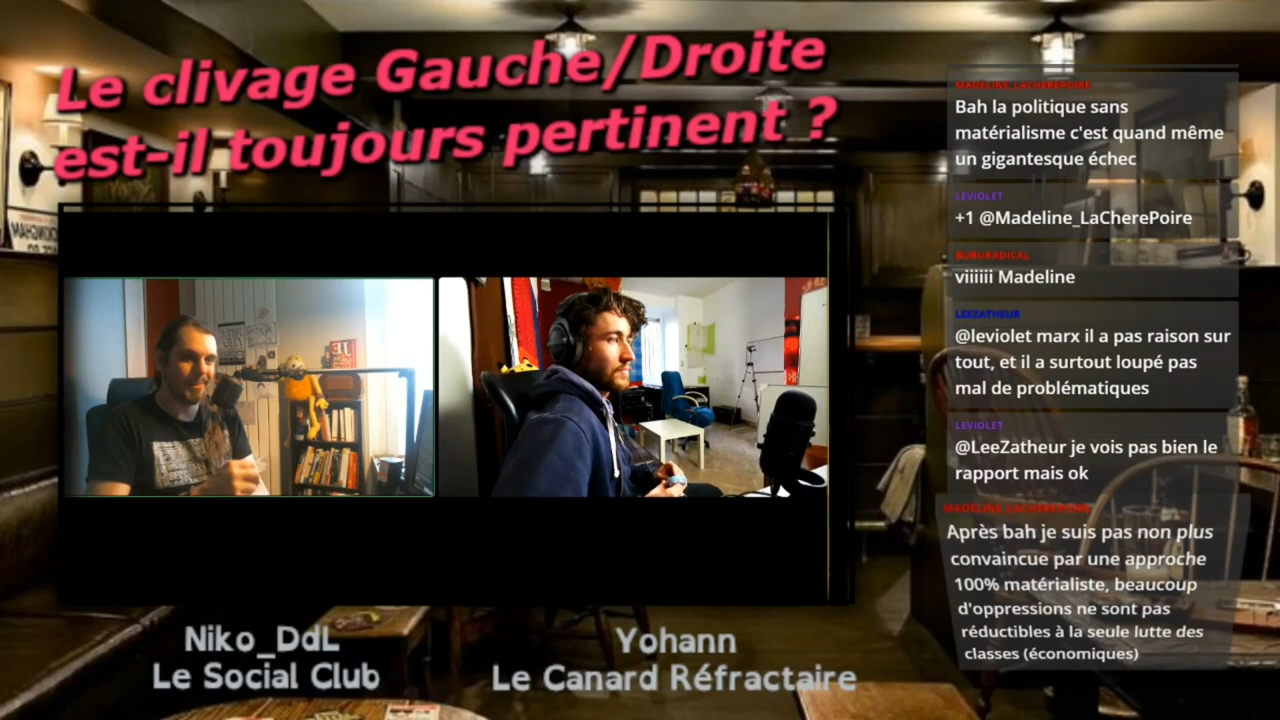 Le clivage Gauche/Droite
est-il toujours pertinent ?
MADELINE_LACHEREPOIRE
Bah la politique sans
matérialisme c'est quand même
un gigantesque échec
LEVIOLET
+1 @Madeline_LaCherePoire
BUBURADICAL
viiiiii Madeline
LEEZATHEUR
@leviolet marx il a pas raison sur
tout, et il a surtout loupé pas
mal de problématiques
LEVIOLET
@LeeZatheur je vois pas bien le
rapport mais ok
MADELINE_LACHEREPOIRE
Après bah je suis pas non plus
convaincue par une approche
100% matérialiste, beaucoup
d'oppressions ne sont pas
réductibles à la seule lutte des
classes (économiques)
Niko_DdL
Le Social Club
Yohann
Le Canard Réfractaire